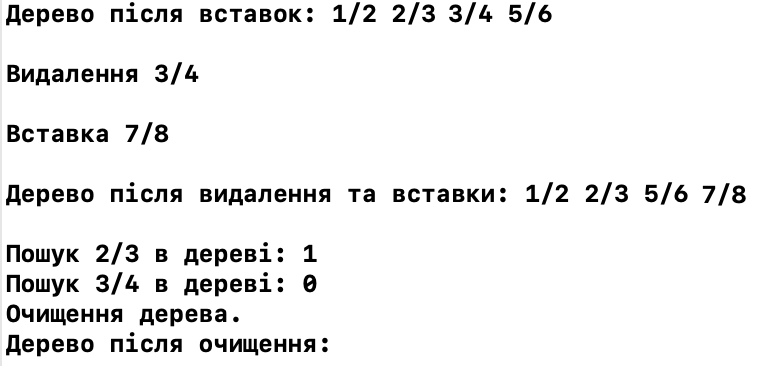 Дерево після вставок: 1/2 2/3 3/4 5/6
Видалення 3/4
Вставка 7/8
Дерево після видалення та вставки: 1/2 2/3 5/6 7/8
Пошук 2/3 в дереві: 1
Пошук 3/4 в дереві: 0
Очищення дерева.
Дерево після очищення: